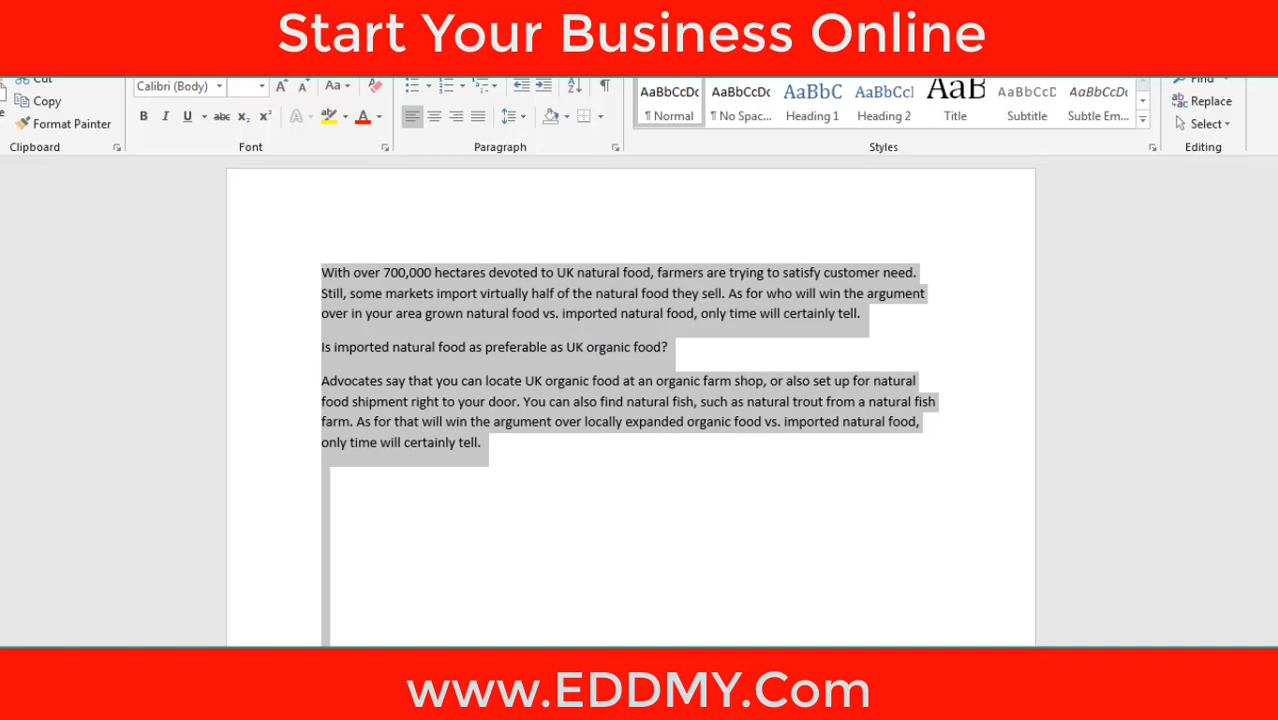 Start Your Business Online
Cut
Copy
Format Painter
Clipboard
Calibri (Body)
Aa
B I U abc x₂ x²
A
Font
Paragraph
AaBbCcDc AaBbCcDc AaBbC AaBbCcI AaB AaBbCcD AaBbCcDc
¶ Normal ¶ No Spac... Heading 1 Heading 2 Title Subtitle Subtle Em...
Styles
Find
Replace
Select
Editing
With over 700,000 hectares devoted to UK natural food, farmers are trying to satisfy customer need.
Still, some markets import virtually half of the natural food they sell. As for who will win the argument
over in your area grown natural food vs. imported natural food, only time will certainly tell.
Is imported natural food as preferable as UK organic food?
Advocates say that you can locate UK organic food at an organic farm shop, or also set up for natural
food shipment right to your door. You can also find natural fish, such as natural trout from a natural fish
farm. As for that will win the argument over locally expanded organic food vs. imported natural food,
only time will certainly tell.
www.EDDMY.Com